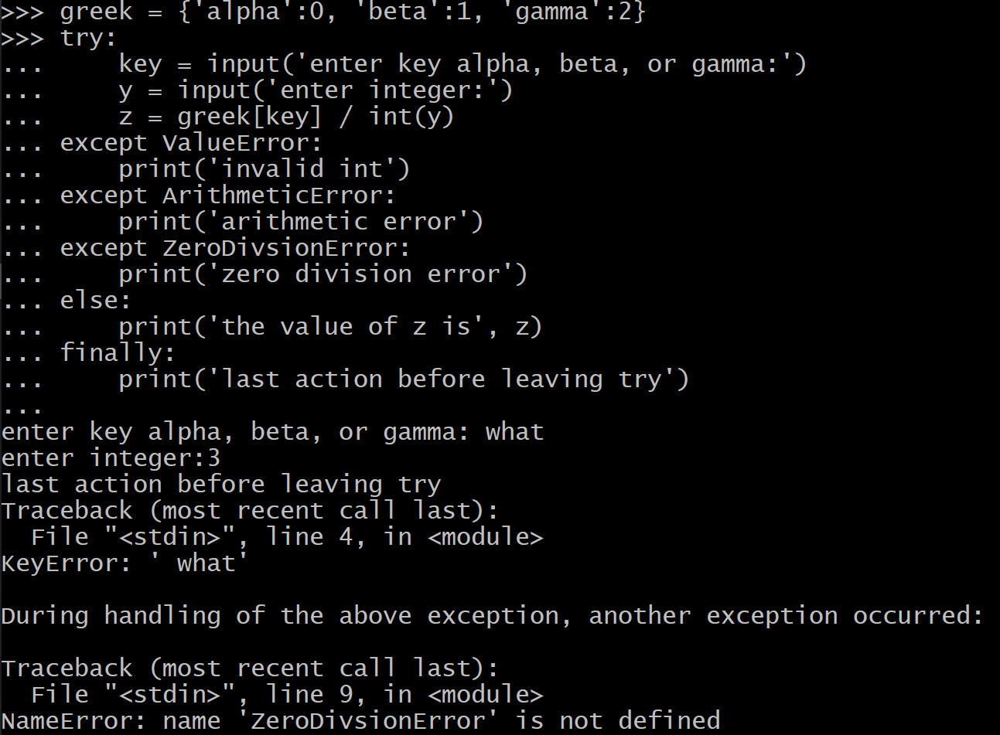 >>> greek = {'alpha':0, 'beta':1, 'gamma':2}
>>> try:
...     key = input('enter key alpha, beta, or gamma:')
...     y = input('enter integer:')
...     z = greek[key] / int(y)
... except ValueError:
...     print('invalid int')
... except ArithmeticError:
...     print('arithmetic error')
... except ZeroDivsionError:
...     print('zero division error')
... else:
...     print('the value of z is', z)
... finally:
...     print('last action before leaving try')
...
enter key alpha, beta, or gamma: what
enter integer:3
last action before leaving try
Traceback (most recent call last):
  File "<stdin>", line 4, in <module>
KeyError: ' what'

During handling of the above exception, another exception occurred:

Traceback (most recent call last):
  File "<stdin>", line 9, in <module>
NameError: name 'ZeroDivsionError' is not defined